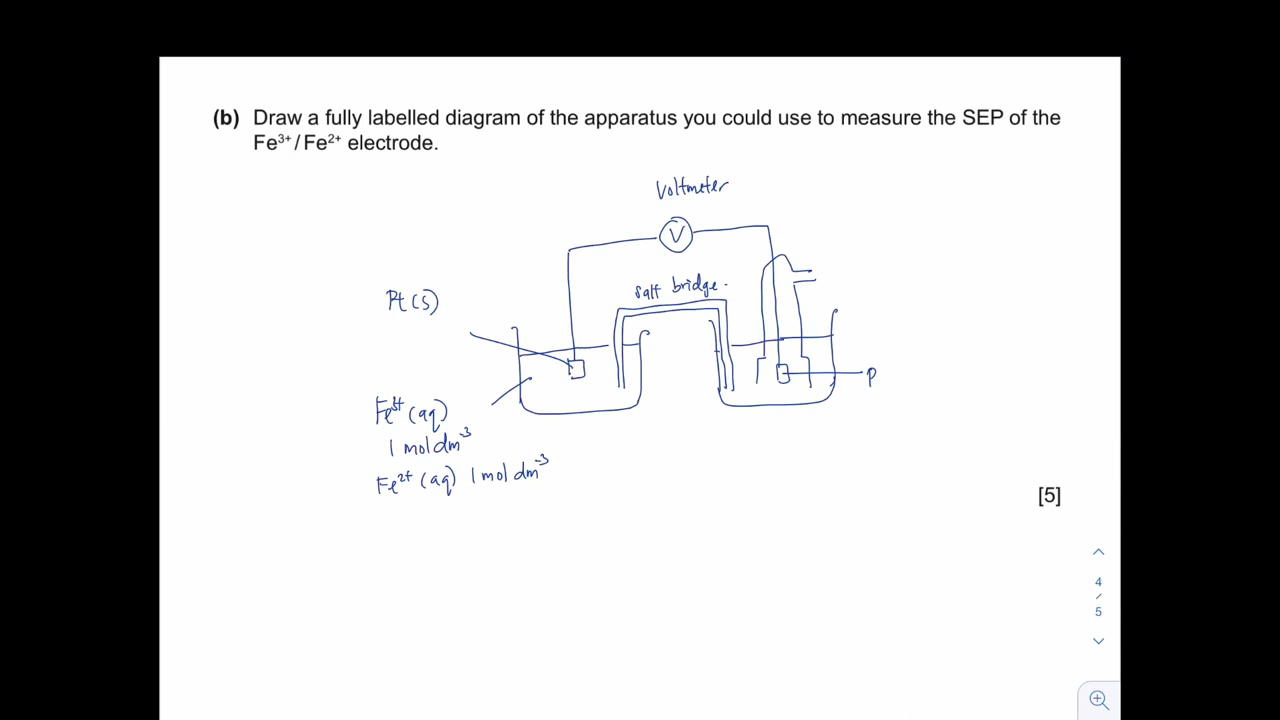 (b) Draw a fully labelled diagram of the apparatus you could use to measure the SEP of the
Fe³⁺/Fe²⁺ electrode.
Voltmeter
V
salt bridge.
Pt(s)
P
Fe³⁺(aq)
1 mol dm⁻³
Fe²⁺(aq) 1 mol dm⁻³
[5]
4
/
5